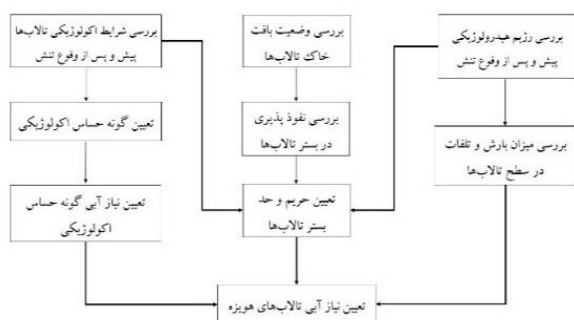 بررسی رژیم هیدرولوژیکی
پیش و پس از وقوع تنش
بررسی وضعیت بافت
خاک تالاب‌ها
بررسی شرایط اکولوژیکی تالاب‌ها
پیش و پس از وقوع تنش
بررسی میزان بارش و تلفات
در سطح تالاب‌ها
بررسی نفوذ پذیری
در بستر تالاب‌ها
تعیین گونه حساس اکولوژیکی
تعیین حریم و حد
بستر تالاب‌ها
تعیین نیاز آبی گونه حساس
اکولوژیکی
تعیین نیاز آبی تالاب‌های هویزه